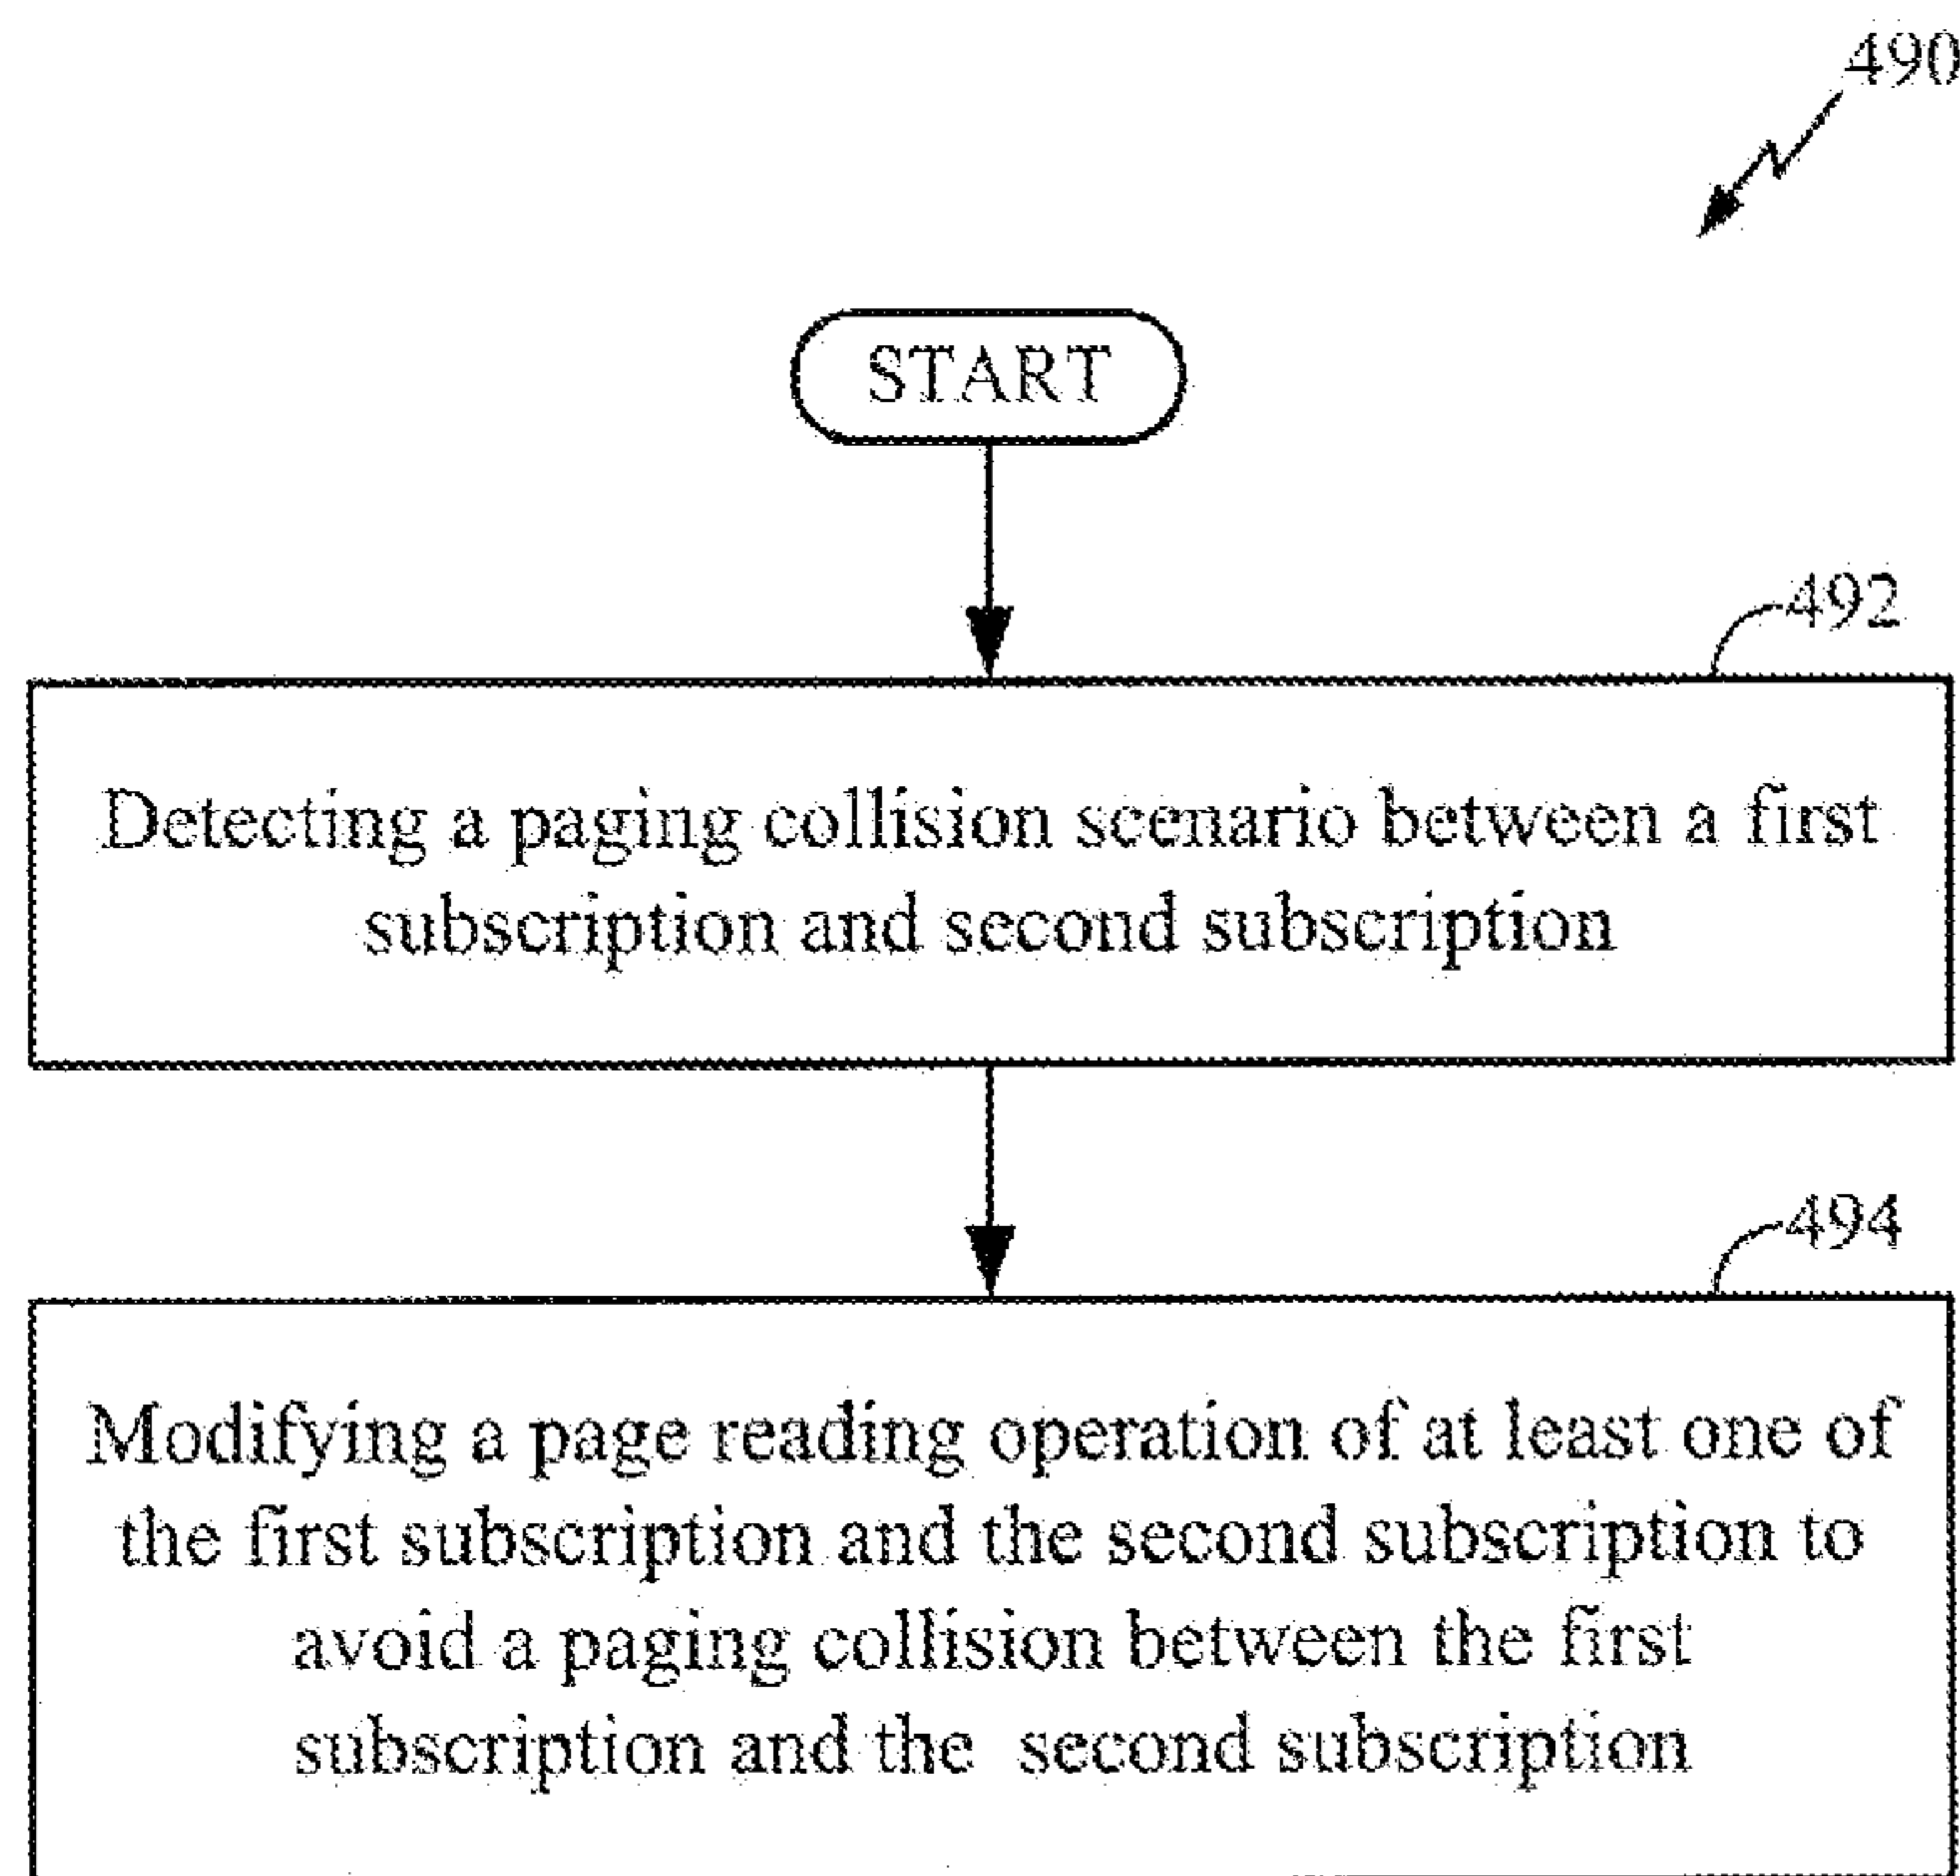 490
START
492
Detecting a paging collision scenario between a first
subscription and second subscription
494
Modifying a page reading operation of at least one of
the first subscription and the second subscription to
avoid a paging collision between the first
subscription and the second subscription